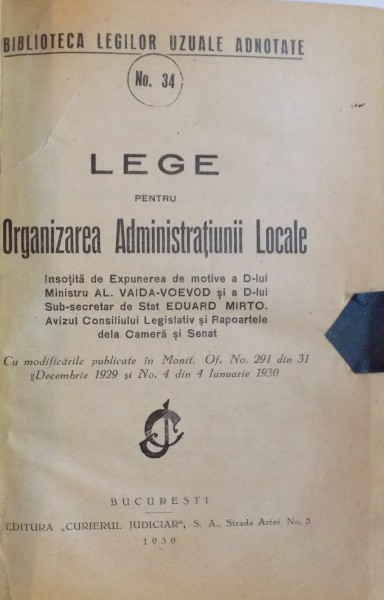 BIBLIOTECA LEGILOR UZUALE ADNOTATE
No. 34
LEGE
PENTRU
Organizarea Administrațiunii Locale
Insoțită de Expunerea de motive a D-lui
Ministru AL. VAIDA-VOEVOD și a D-lui
Sub-secretar de Stat EDUARD MIRTO.
Avizul Consiliului Legislativ și Rapoartele
dela Cameră și Senat
Cu modificările publicate în Monit. Of. No. 291 din 31
Decembrie 1929 și No. 4 din 4 Ianuarie 1930
BUCUREȘTI
EDITURA „CURIERUL JUDICIAR", S. A., Strada Artei No. 5
1930